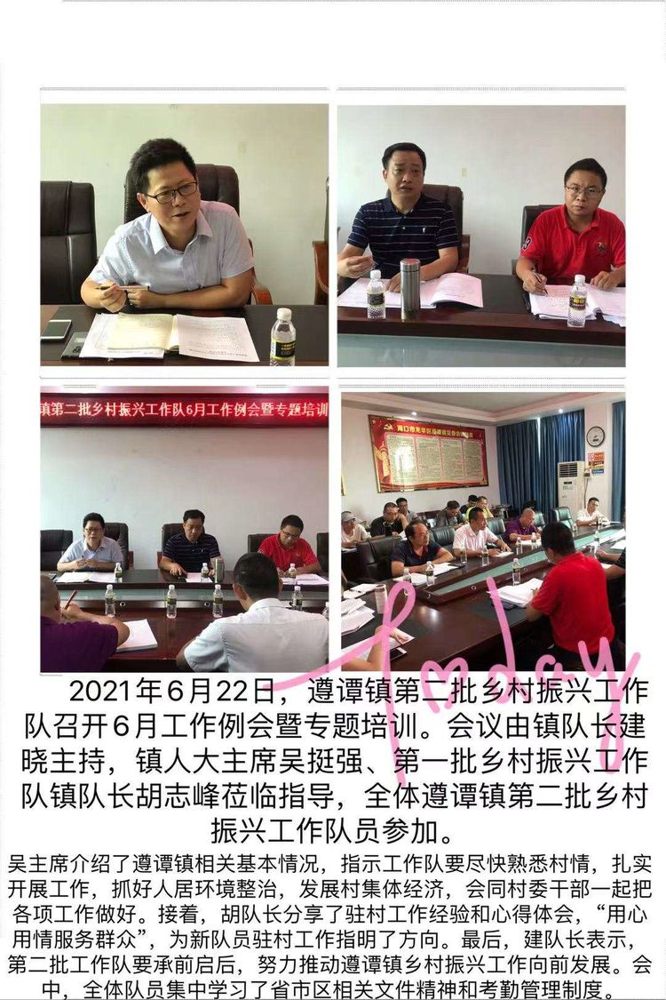 镇第二批乡村振兴工作队6月工作例会暨专题培训
today
2021年6月22日，遵谭镇第二批乡村振兴工作
队召开6月工作例会暨专题培训。会议由镇队长建
晓主持，镇人大主席吴挺强、第一批乡村振兴工作
队镇队长胡志峰莅临指导，全体遵谭镇第二批乡村
振兴工作队员参加。
吴主席介绍了遵谭镇相关基本情况，指示工作队要尽快熟悉村情，扎实
开展工作，抓好人居环境整治，发展村集体经济，会同村委干部一起把
各项工作做好。接着，胡队长分享了驻村工作经验和心得体会，“用心
用情服务群众”，为新队员驻村工作指明了方向。最后，建队长表示，
第二批工作队要承前启后，努力推动遵谭镇乡村振兴工作向前发展。会
中，全体队员集中学习了省市区相关文件精神和考勤管理制度。